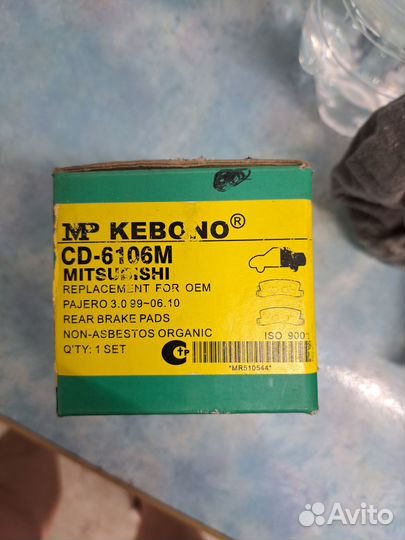 MP KEBONO®
CD-6106M
MITSUBISHI
REPLACEMENT FOR OEM
PAJERO 3.0 99~06.10
REAR BRAKE PADS
NON-ASBESTOS ORGANIC
ISO 9001
Q'TY: 1 SET
*MR510544*
Avito